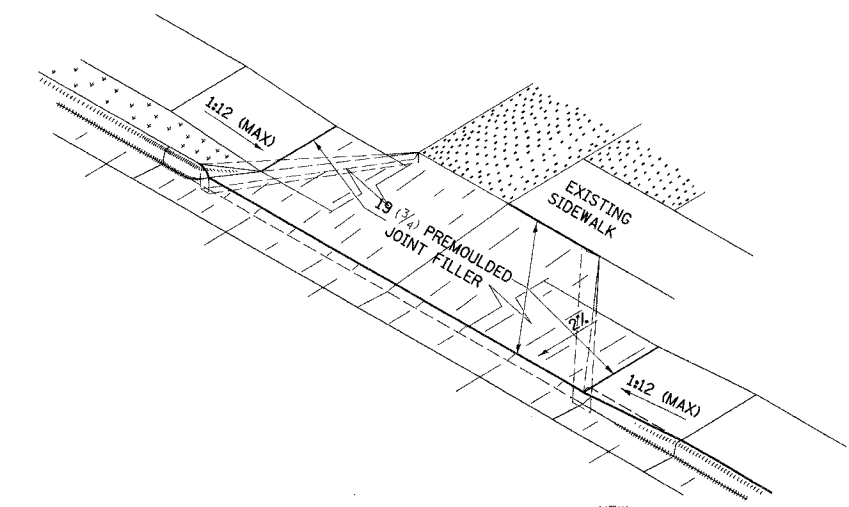 1:12 (MAX)
EXISTING
SIDEWALK
19 (3/4) PREMOULDED
JOINT FILLER
2%
1:12 (MAX)